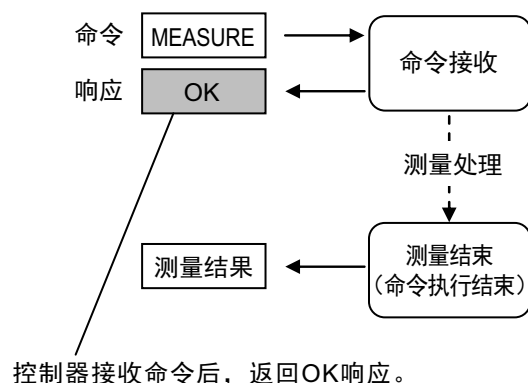 命令 MEASURE
命令接收
响应 OK
测量处理
测量结果
测量结束
（命令执行结束）
控制器接收命令后，返回OK响应。